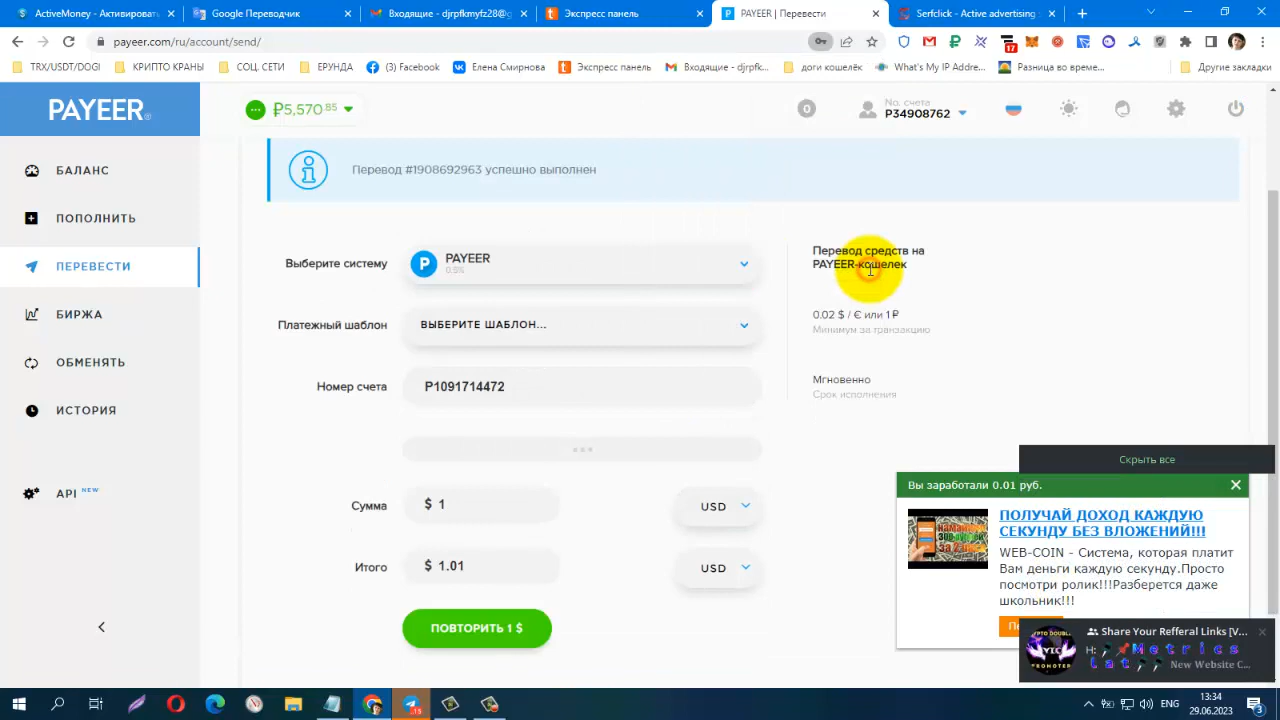 ActiveMoney - Активировать
Google Переводчик
Входящие - djrpfkmyfz28@g
Экспресс панель
PAYEER | Перевести
Serfclick - Active advertising s
payeer.com/ru/account/send/
17
TRX/USDT/DOGI
КРИПТО КРАНЫ
СОЦ. СЕТИ
ЕРУНДА
(3) Facebook
Елена Смирнова
Экспресс панель
Входящие - djrpfk...
доги кошелёк
What's My IP Addre...
Разница во време...
Другие закладки
PAYEER®
₽5,570.85
0
No. счета
P34908762
БАЛАНС
ПОПОЛНИТЬ
ПЕРЕВЕСТИ
БИРЖА
ОБМЕНЯТЬ
ИСТОРИЯ
API NEW
Перевод #1908692963 успешно выполнен
Выберите систему
PAYEER
0.5%
Платежный шаблон
ВЫБЕРИТЕ ШАБЛОН...
Номер счета
P1091714472
Сумма
$ 1
USD
Итого
$ 1.01
USD
ПОВТОРИТЬ 1 $
Перевод средств на
PAYEER-кошелек
0.02 $ / € или 1 ₽
Минимум за транзакцию
Мгновенно
Срок исполнения
Скрыть все
Вы заработали 0.01 руб.
ПОЛУЧАЙ ДОХОД КАЖДУЮ
СЕКУНДУ БЕЗ ВЛОЖЕНИЙ!!!
WEB-COIN - Система, которая платит
Вам деньги каждую секунду.Просто
посмотри ролик!!!Разберется даже
школьник!!!
Share Your Refferal Links [V...
H: Metrics
Lat
New Website C...
ENG
13:34
29.06.2023
3